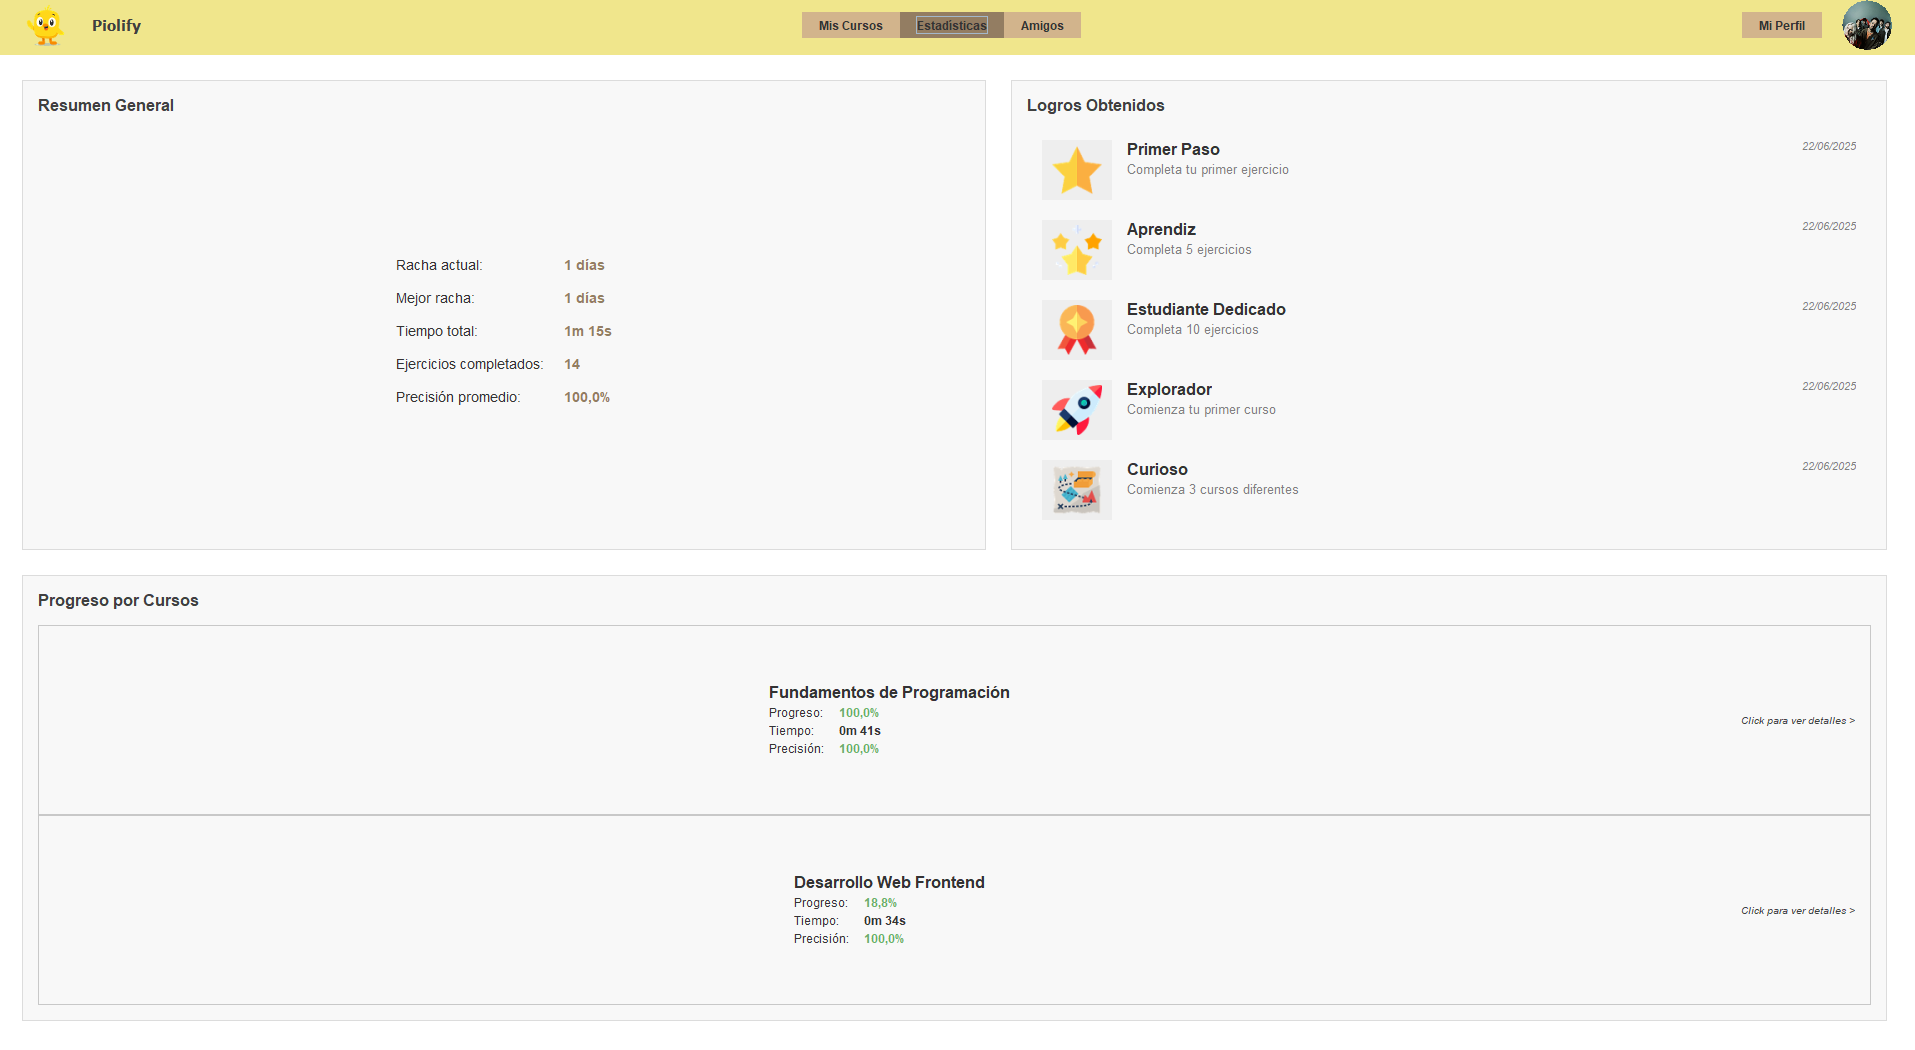 Piolify
Mis Cursos
Estadísticas
Amigos
Mi Perfil
Resumen General
Racha actual: 1 días
Mejor racha: 1 días
Tiempo total: 1m 15s
Ejercicios completados: 14
Precisión promedio: 100,0%
Logros Obtenidos
Primer Paso 22/06/2025
Completa tu primer ejercicio
Aprendiz 22/06/2025
Completa 5 ejercicios
Estudiante Dedicado 22/06/2025
Completa 10 ejercicios
Explorador 22/06/2025
Comienza tu primer curso
Curioso 22/06/2025
Comienza 3 cursos diferentes
Progreso por Cursos
Fundamentos de Programación
Progreso: 100,0%
Tiempo: 0m 41s
Precisión: 100,0%
Click para ver detalles >
Desarrollo Web Frontend
Progreso: 18,8%
Tiempo: 0m 34s
Precisión: 100,0%
Click para ver detalles >